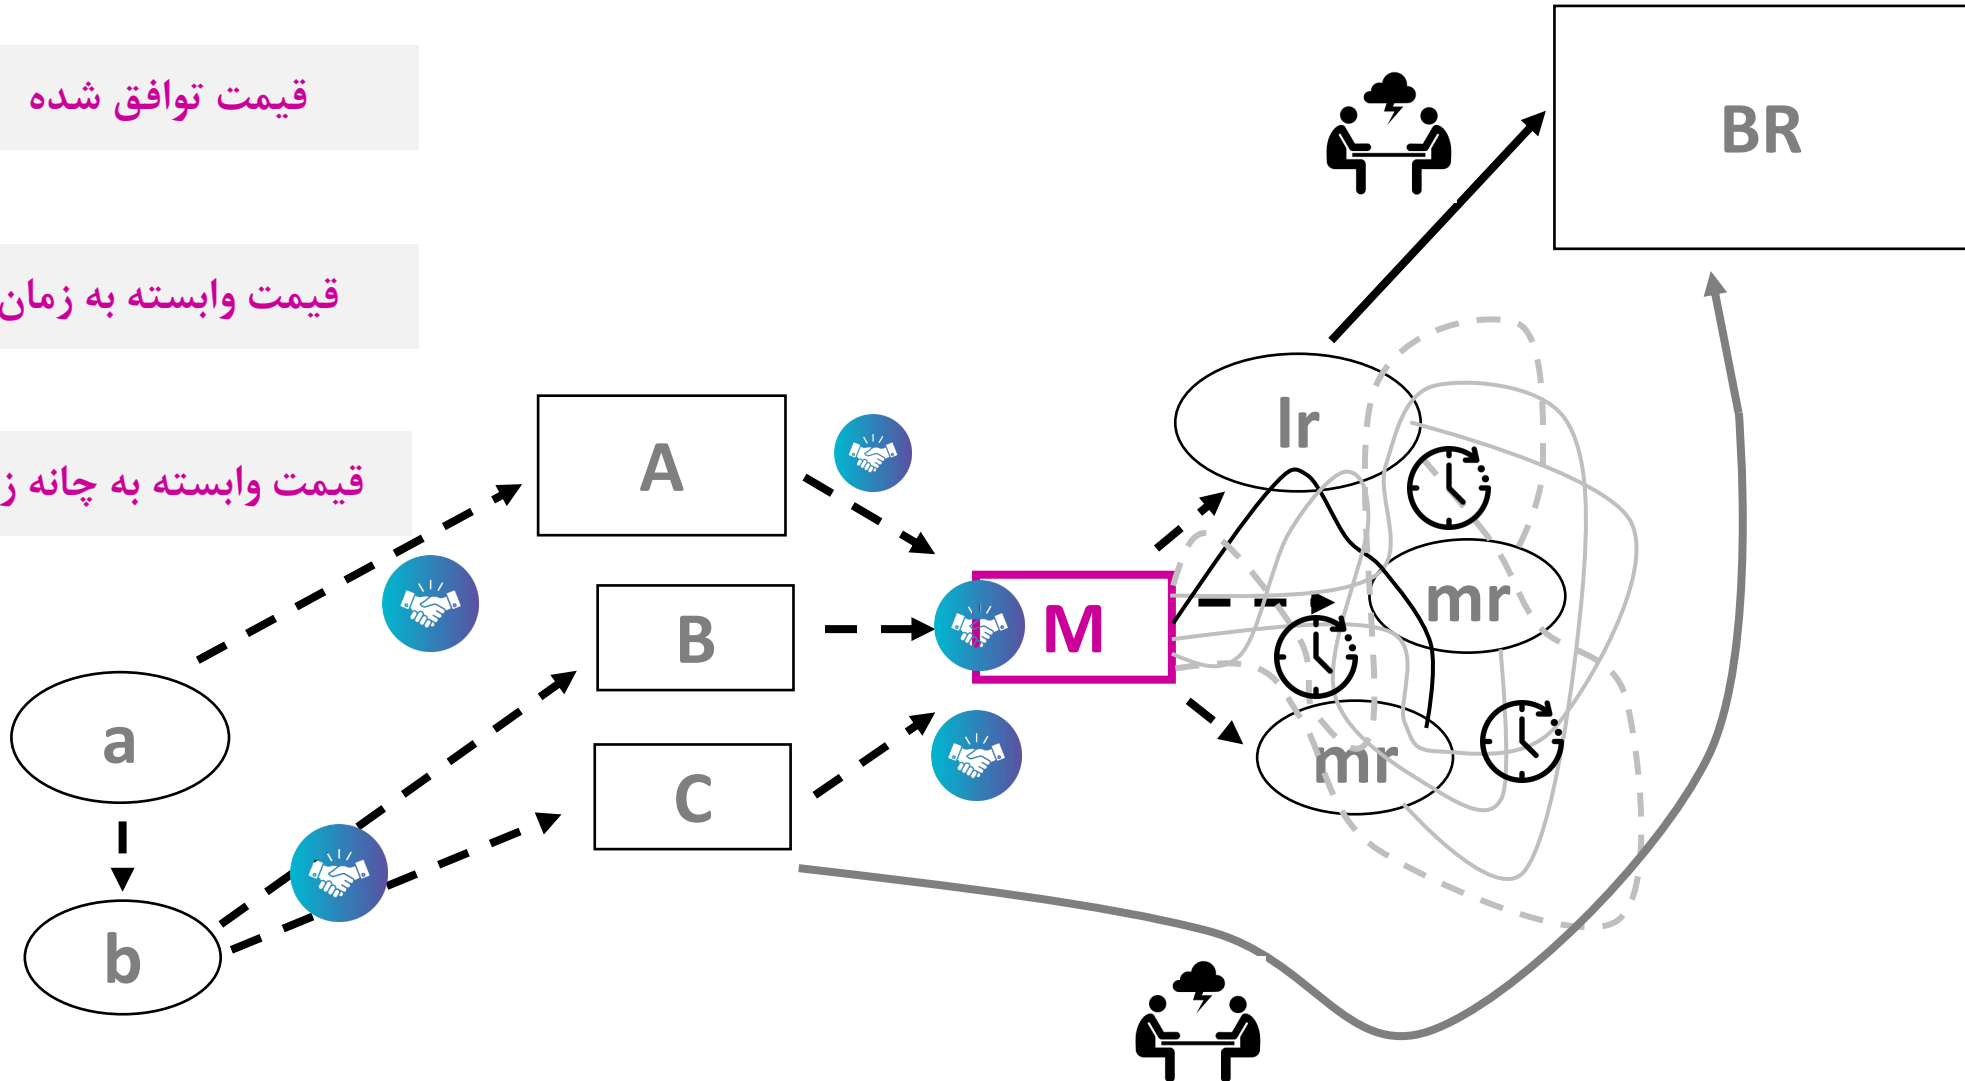 قیمت توافق شده
قیمت وابسته به زمان
قیمت وابسته به چانه ز
BR
lr
A
mr
B
M
mr
C
a
b